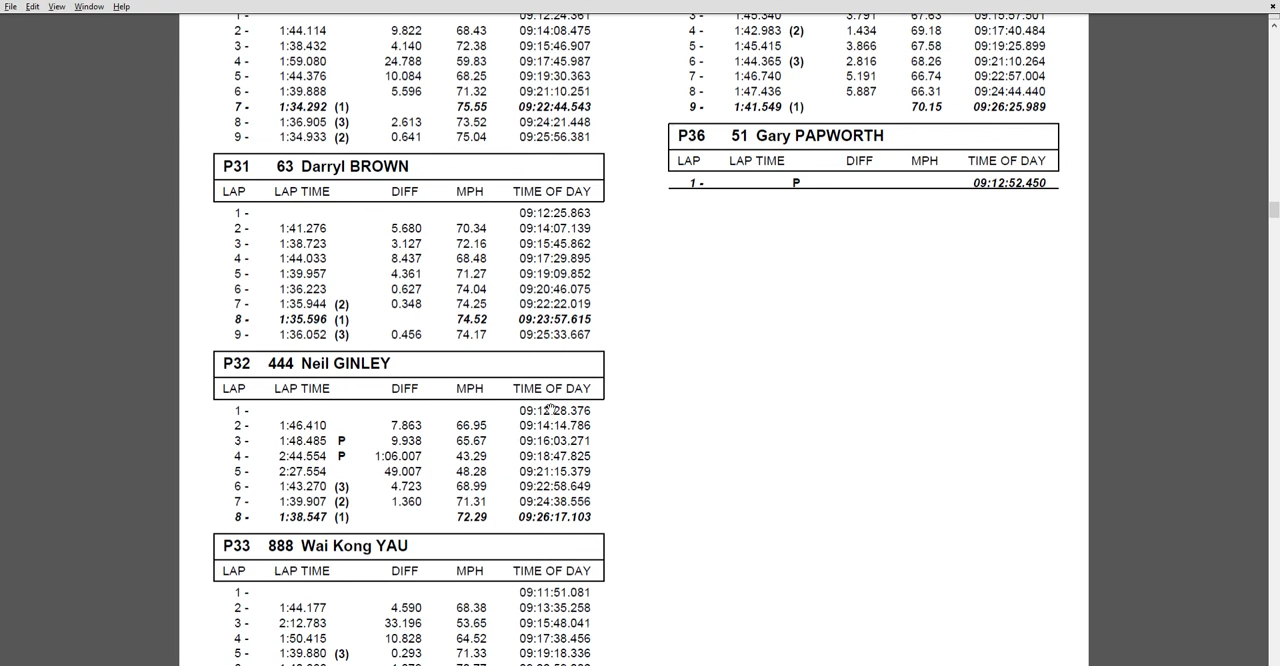 File Edit View Window Help
1 - 09:12:24.361
2 - 1:44.114 9.822 68.43 09:14:08.475
3 - 1:38.432 4.140 72.38 09:15:46.907
4 - 1:59.080 24.788 59.83 09:17:45.987
5 - 1:44.376 10.084 68.25 09:19:30.363
6 - 1:39.888 5.596 71.32 09:21:10.251
7 - 1:34.292 (1) 75.55 09:22:44.543
8 - 1:36.905 (3) 2.613 73.52 09:24:21.448
9 - 1:34.933 (2) 0.641 75.04 09:25:56.381
P31 63 Darryl BROWN
LAP LAP TIME DIFF MPH TIME OF DAY
1 - 09:12:25.863
2 - 1:41.276 5.680 70.34 09:14:07.139
3 - 1:38.723 3.127 72.16 09:15:45.862
4 - 1:44.033 8.437 68.48 09:17:29.895
5 - 1:39.957 4.361 71.27 09:19:09.852
6 - 1:36.223 0.627 74.04 09:20:46.075
7 - 1:35.944 (2) 0.348 74.25 09:22:22.019
8 - 1:35.596 (1) 74.52 09:23:57.615
9 - 1:36.052 (3) 0.456 74.17 09:25:33.667
P32 444 Neil GINLEY
LAP LAP TIME DIFF MPH TIME OF DAY
1 - 09:12:28.376
2 - 1:46.410 7.863 66.95 09:14:14.786
3 - 1:48.485 P 9.938 65.67 09:16:03.271
4 - 2:44.554 P 1:06.007 43.29 09:18:47.825
5 - 2:27.554 49.007 48.28 09:21:15.379
6 - 1:43.270 (3) 4.723 68.99 09:22:58.649
7 - 1:39.907 (2) 1.360 71.31 09:24:38.556
8 - 1:38.547 (1) 72.29 09:26:17.103
P33 888 Wai Kong YAU
LAP LAP TIME DIFF MPH TIME OF DAY
1 - 09:11:51.081
2 - 1:44.177 4.590 68.38 09:13:35.258
3 - 2:12.783 33.196 53.65 09:15:48.041
4 - 1:50.415 10.828 64.52 09:17:38.456
5 - 1:39.880 (3) 0.293 71.33 09:19:18.336
3 - 1:45.340 3.791 67.63 09:15:57.501
4 - 1:42.983 (2) 1.434 69.18 09:17:40.484
5 - 1:45.415 3.866 67.58 09:19:25.899
6 - 1:44.365 (3) 2.816 68.26 09:21:10.264
7 - 1:46.740 5.191 66.74 09:22:57.004
8 - 1:47.436 5.887 66.31 09:24:44.440
9 - 1:41.549 (1) 70.15 09:26:25.989
P36 51 Gary PAPWORTH
LAP LAP TIME DIFF MPH TIME OF DAY
1 - P 09:12:52.450